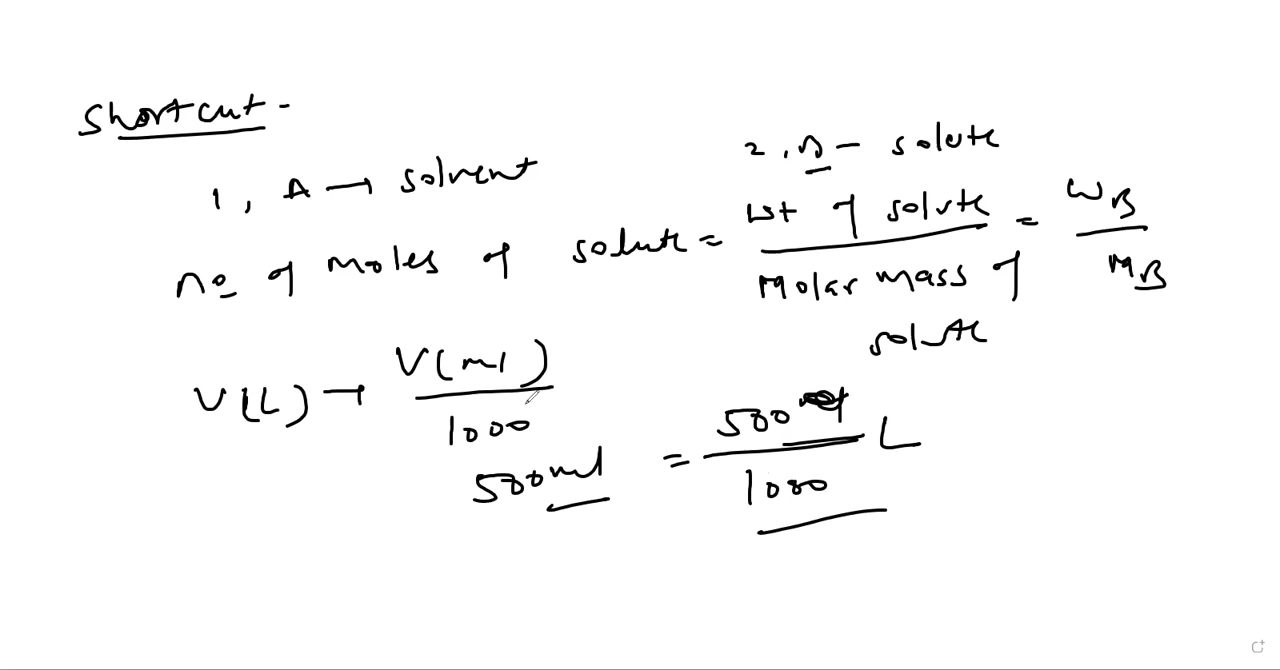 Shortcut -
1, A → solvent 2, B - solute
no of moles of solute = wt of solute / Molar mass of solute = WB / MB
V(L) → V(ml) / 1000
500ml = 500 / 1000 L